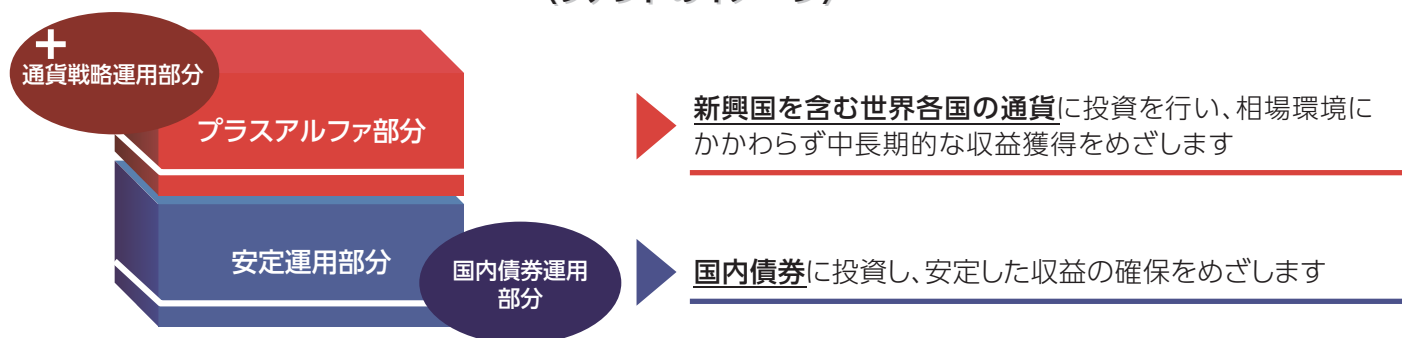 +
通貨戦略運用部分
プラスアルファ部分
新興国を含む世界各国の通貨に投資を行い、相場環境に
かかわらず中長期的な収益獲得をめざします
安定運用部分
国内債券運用
部分
国内債券に投資し、安定した収益の確保をめざします